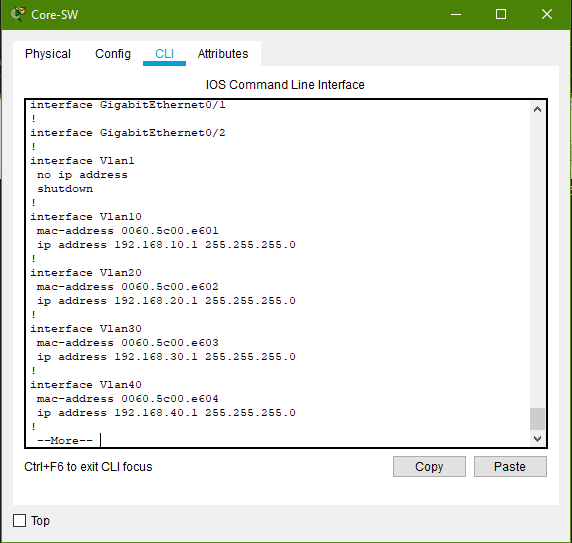 Core-SW
Physical Config CLI Attributes
IOS Command Line Interface
interface GigabitEthernet0/1
!
interface GigabitEthernet0/2
!
interface Vlan1
no ip address
shutdown
!
interface Vlan10
mac-address 0060.5c00.e601
ip address 192.168.10.1 255.255.255.0
!
interface Vlan20
mac-address 0060.5c00.e602
ip address 192.168.20.1 255.255.255.0
!
interface Vlan30
mac-address 0060.5c00.e603
ip address 192.168.30.1 255.255.255.0
!
interface Vlan40
mac-address 0060.5c00.e604
ip address 192.168.40.1 255.255.255.0
!
--More--
Ctrl+F6 to exit CLI focus Copy Paste
Top